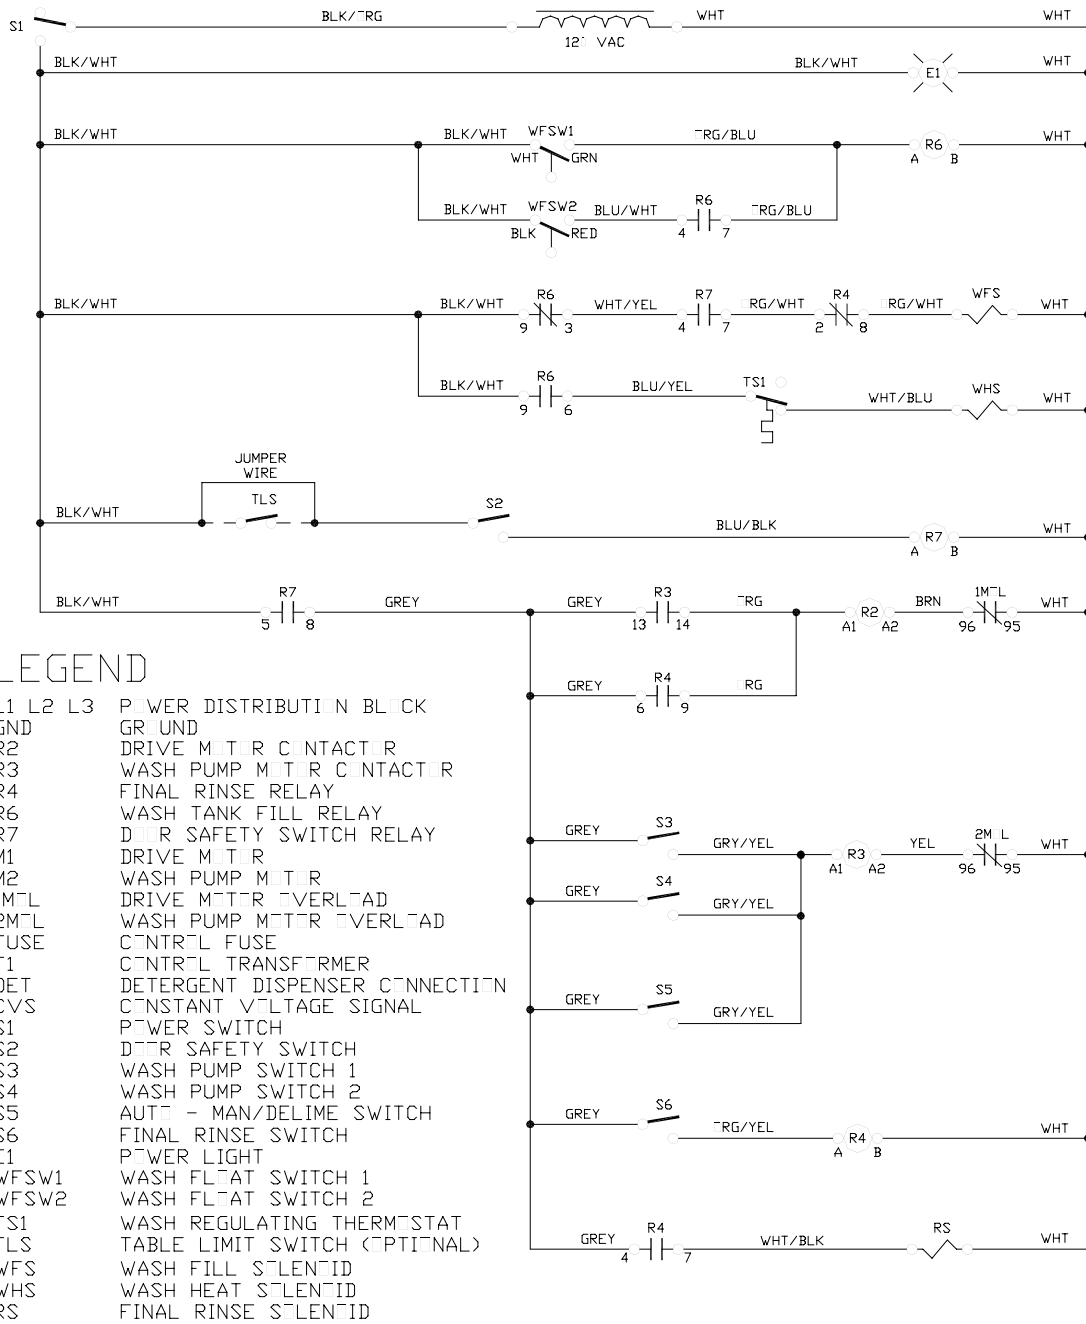 S1 BLK/ORG WHT WHT
120 VAC
BLK/WHT BLK/WHT E1 WHT
BLK/WHT BLK/WHT WFSW1 ORG/BLU R6 WHT
WHT GRN A B
BLK/WHT WFSW2 BLU/WHT R6 ORG/BLU
BLK RED 4 7
BLK/WHT BLK/WHT R6 WHT/YEL R7 ORG/WHT R4 ORG/WHT WFS WHT
9 3 4 7 2 8
BLK/WHT R6 BLU/YEL TS1 WHT/BLU WHS WHT
9 6
JUMPER
WIRE
BLK/WHT TLS S2 BLU/BLK R7 WHT
A B
BLK/WHT R7 GREY GREY R3 ORG R2 BRN 1MOL WHT
5 8 13 14 A1 A2 96 95
GREY R4 ORG
6 9
GREY S3 GRY/YEL R3 YEL 2MOL WHT
A1 A2 96 95
GREY S4 GRY/YEL
GREY S5 GRY/YEL
GREY S6 ORG/YEL R4 WHT
A B
GREY R4 WHT/BLK RS WHT
4 7
LEGEND
L1 L2 L3 POWER DISTRIBUTION BLOCK
GND GROUND
R2 DRIVE MOTOR CONTACTOR
R3 WASH PUMP MOTOR CONTACTOR
R4 FINAL RINSE RELAY
R6 WASH TANK FILL RELAY
R7 DOOR SAFETY SWITCH RELAY
M1 DRIVE MOTOR
M2 WASH PUMP MOTOR
1MOL DRIVE MOTOR OVERLOAD
2MOL WASH PUMP MOTOR OVERLOAD
FUSE CONTROL FUSE
T1 CONTROL TRANSFORMER
DET DETERGENT DISPENSER CONNECTION
CVS CONSTANT VOLTAGE SIGNAL
S1 POWER SWITCH
S2 DOOR SAFETY SWITCH
S3 WASH PUMP SWITCH 1
S4 WASH PUMP SWITCH 2
S5 AUTO - MAN/DELIME SWITCH
S6 FINAL RINSE SWITCH
E1 POWER LIGHT
WFSW1 WASH FLOAT SWITCH 1
WFSW2 WASH FLOAT SWITCH 2
TS1 WASH REGULATING THERMOSTAT
TLS TABLE LIMIT SWITCH (OPTIONAL)
WFS WASH FILL SOLENOID
WHS WASH HEAT SOLENOID
RS FINAL RINSE SOLENOID